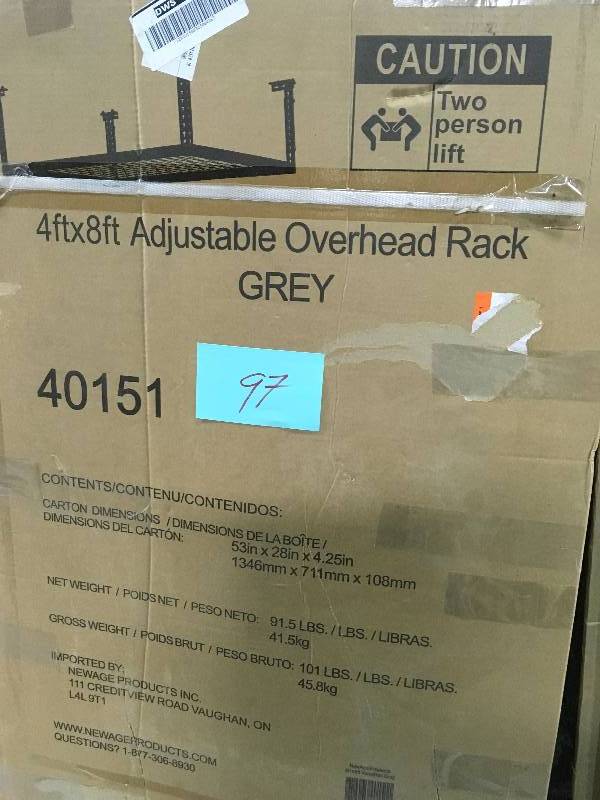 DWS
CAUTION
Two
person
lift
4ftx8ft Adjustable Overhead Rack
GREY
40151
97
CONTENTS/CONTENU/CONTENIDOS:
CARTON DIMENSIONS / DIMENSIONS DE LA BOÎTE /
DIMENSIONS DEL CARTÓN:
53in x 28in x 4.25in
1346mm x 711mm x 108mm
NET WEIGHT / POIDS NET / PESO NETO: 91.5 LBS. / LBS. / LIBRAS.
41.5kg
GROSS WEIGHT / POIDS BRUT / PESO BRUTO: 101 LBS. / LBS. / LIBRAS.
45.8kg
IMPORTED BY:
NEWAGE PRODUCTS INC.
111 CREDITVIEW ROAD VAUGHAN, ON
L4L 9T1
WWW.NEWAGEPRODUCTS.COM
QUESTIONS? 1-877-306-8930